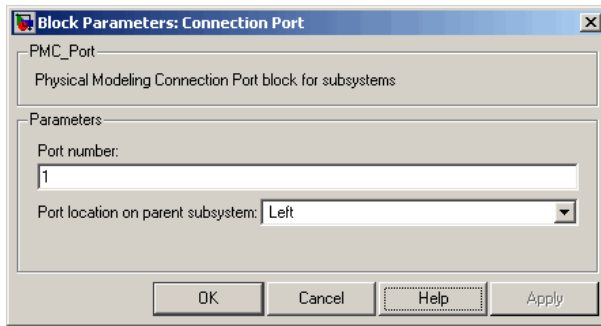 Block Parameters: Connection Port
PMC_Port
Physical Modeling Connection Port block for subsystems
Parameters
Port number:
1
Port location on parent subsystem: Left
OK Cancel Help Apply